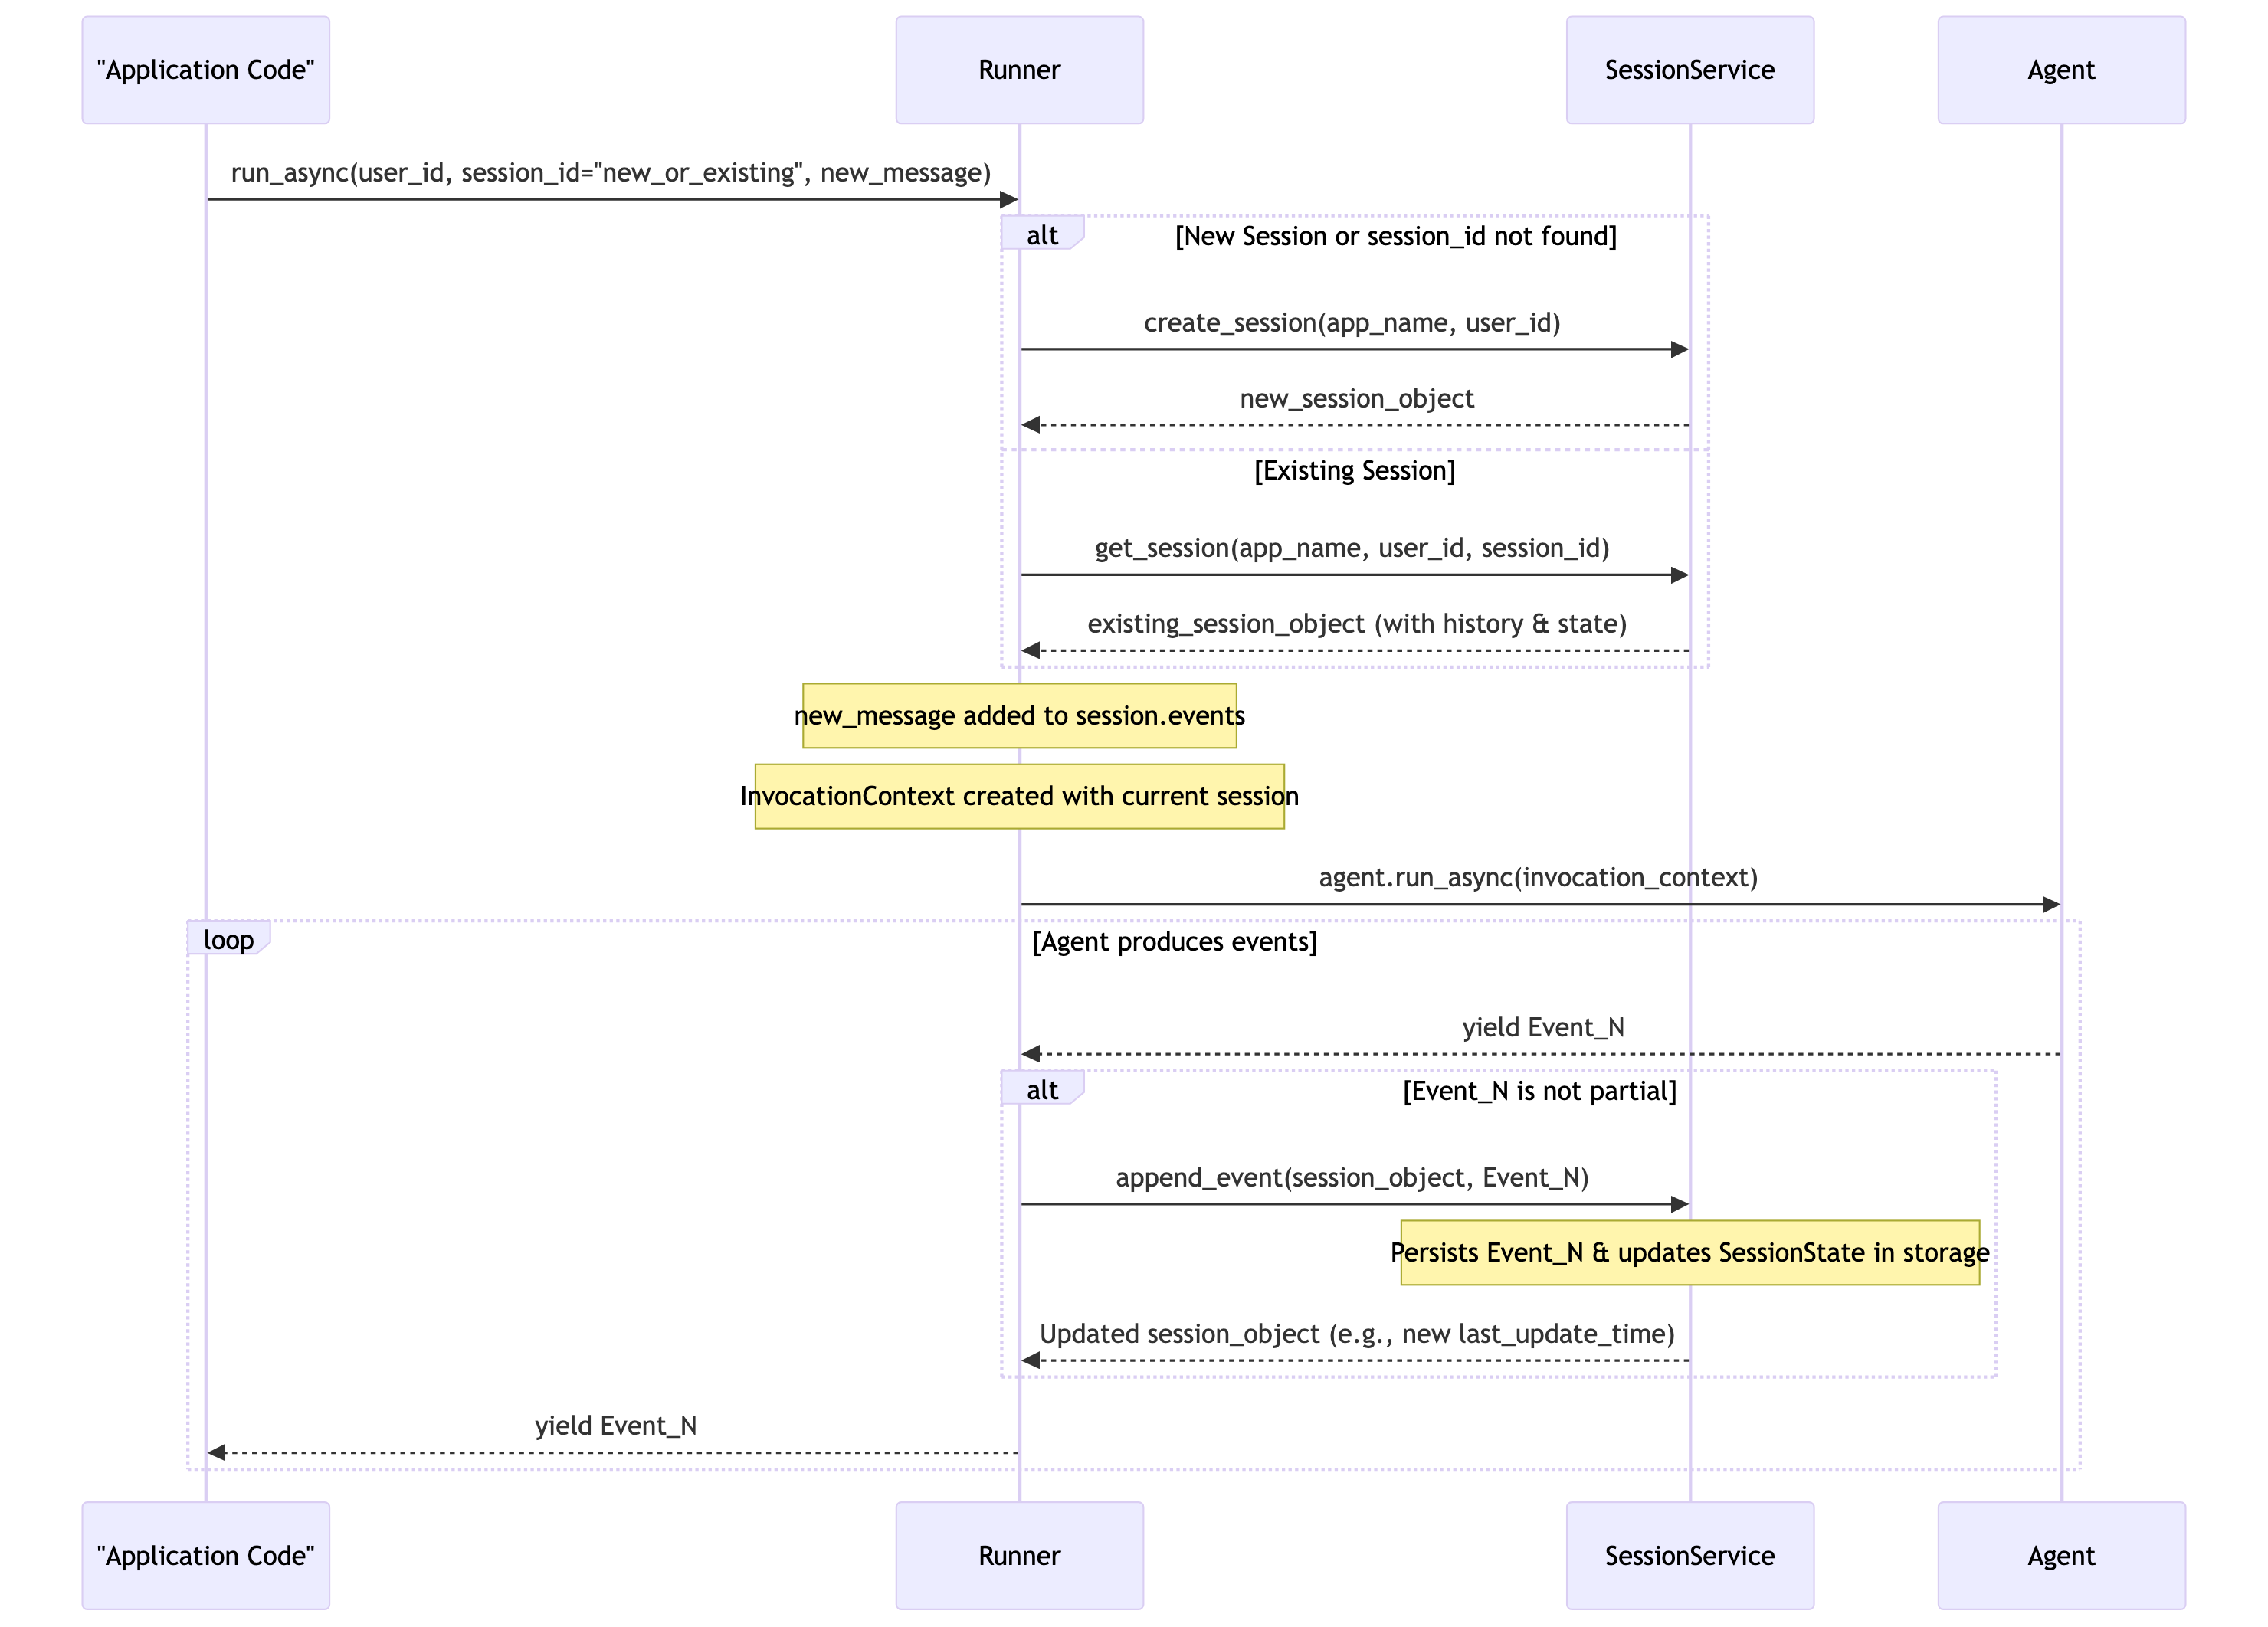 "Application Code"
Runner
SessionService
Agent
run_async(user_id, session_id="new_or_existing", new_message)
alt
[New Session or session_id not found]
create_session(app_name, user_id)
new_session_object
[Existing Session]
get_session(app_name, user_id, session_id)
existing_session_object (with history & state)
new_message added to session.events
InvocationContext created with current session
agent.run_async(invocation_context)
loop
[Agent produces events]
yield Event_N
alt
[Event_N is not partial]
append_event(session_object, Event_N)
Persists Event_N & updates SessionState in storage
Updated session_object (e.g., new last_update_time)
yield Event_N
"Application Code"
Runner
SessionService
Agent